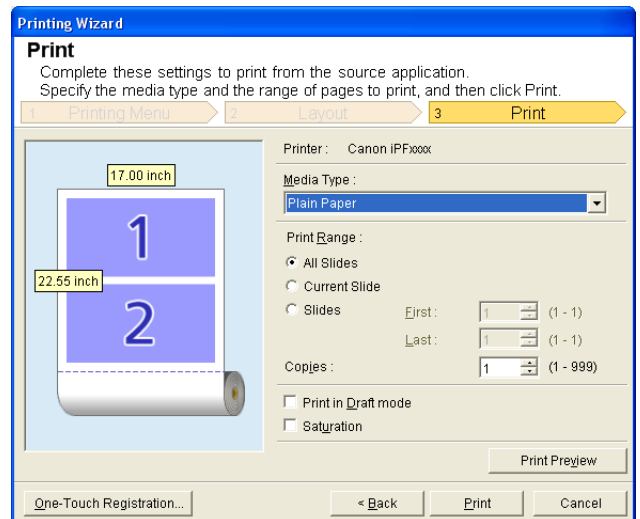 Printing Wizard
Print
Complete these settings to print from the source application.
Specify the media type and the range of pages to print, and then click Print.
1 Printing Menu 2 Layout 3 Print
Printer : Canon iPFxxxx
17.00 inch
Media Type :
Plain Paper
1
Print Range :
All Slides
22.55 inch
Current Slide
Slides First : 1 (1 - 1)
2
Last : 1 (1 - 1)
Copies : 1 (1 - 999)
Print in Draft mode
Saturation
Print Preview
One-Touch Registration... < Back Print Cancel